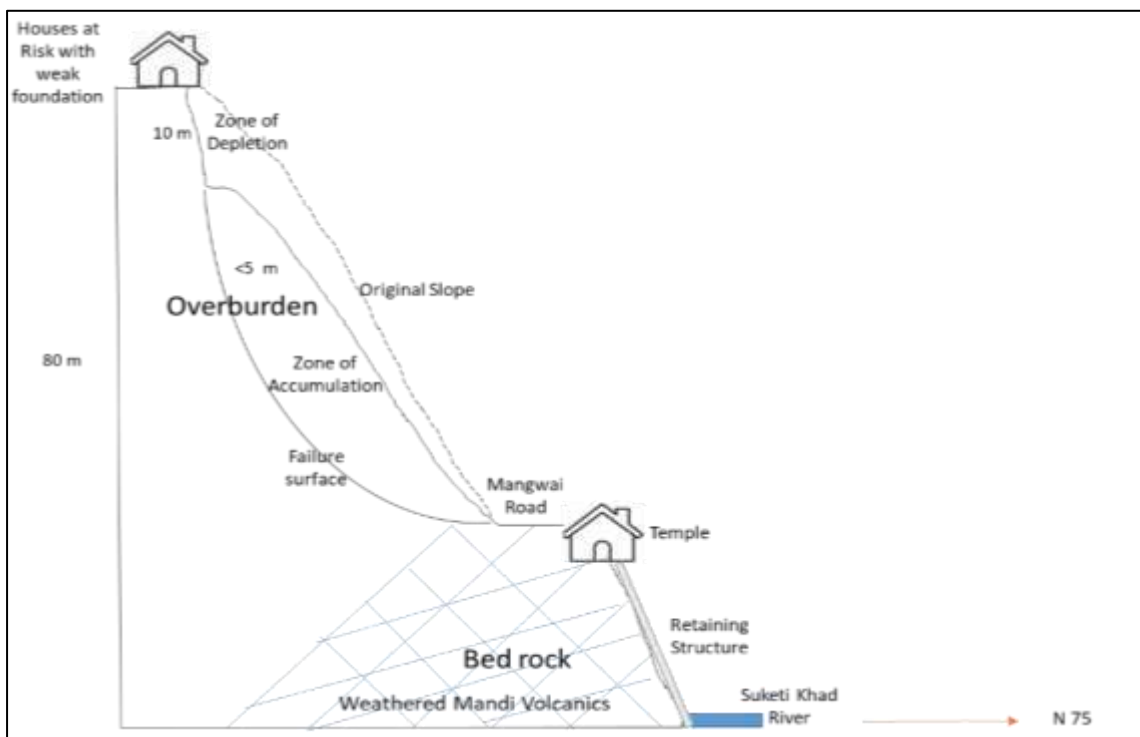 Houses at
Risk with
weak
foundation
10 m
Zone of
Depletion
<5 m
Overburden
Original Slope
80 m
Zone of
Accumulation
Failure
surface
Mangwai
Road
Temple
Retaining
Structure
Bed rock
Weathered Mandi Volcanics
Suketi Khad
River
N 75